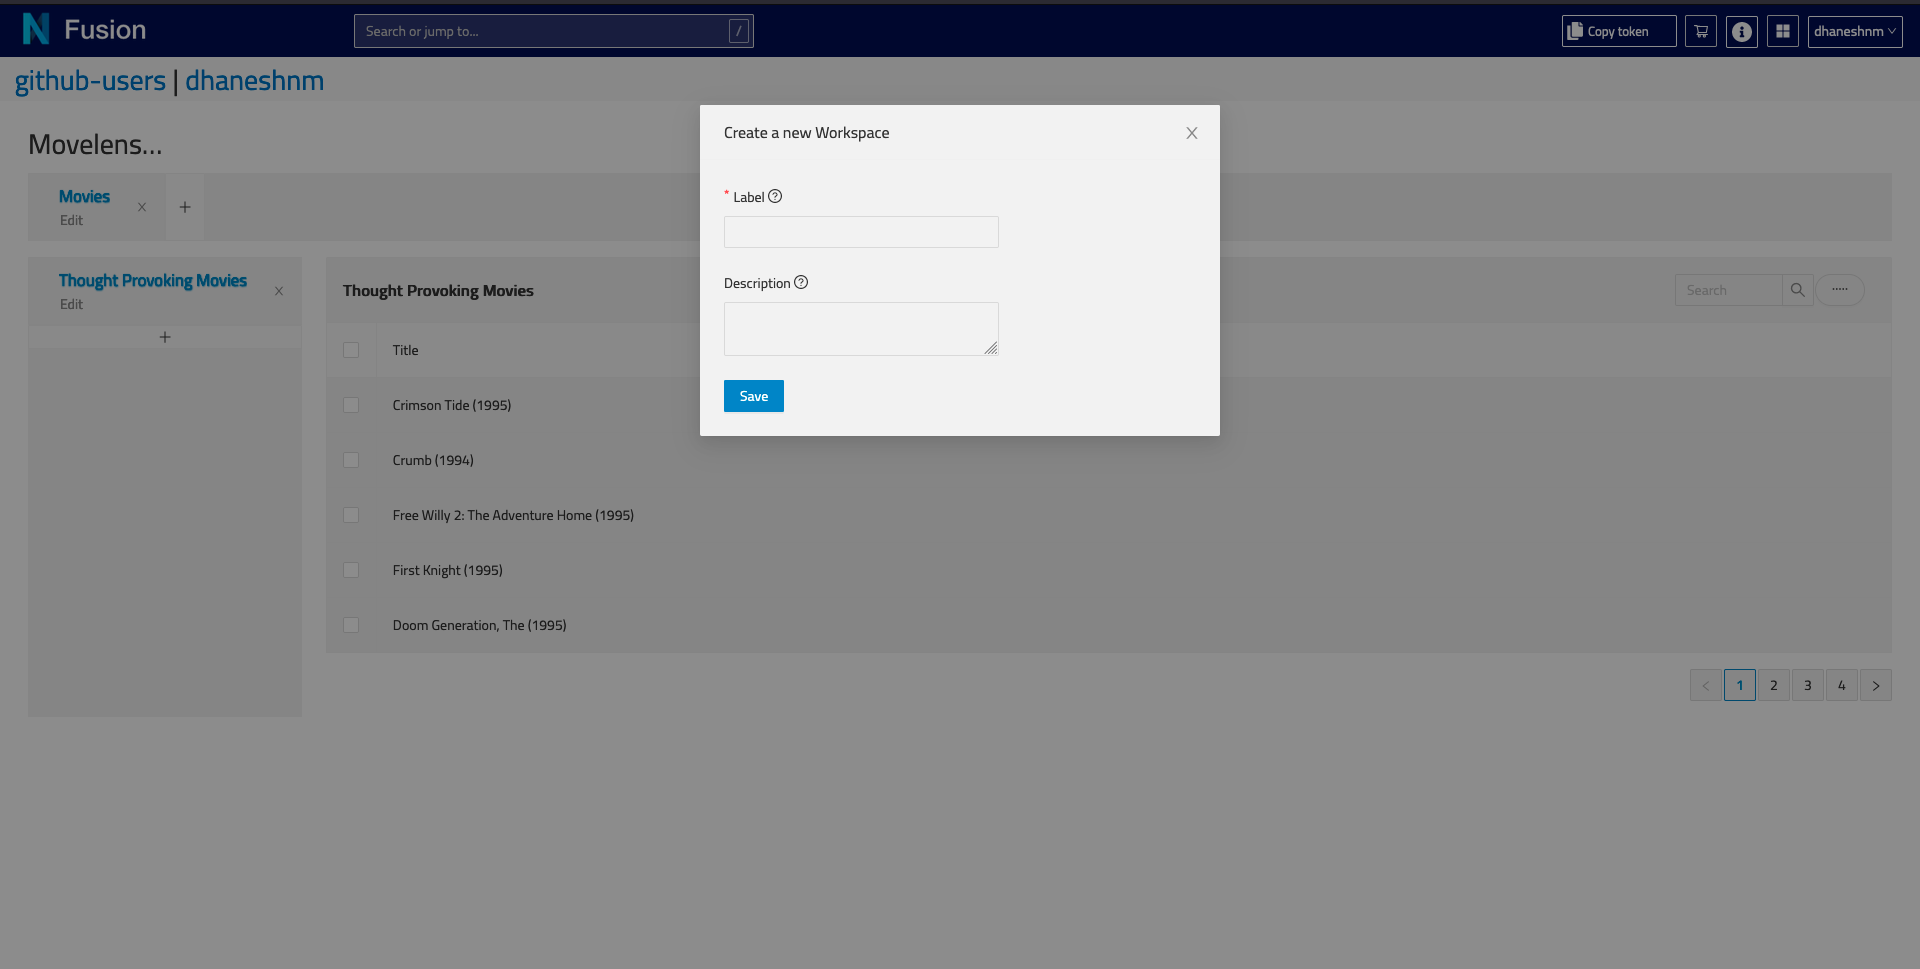 N Fusion
Search or jump to...
/
Copy token
dhaneshnm
github-users | dhaneshnm
Movelens...
Movies
Edit
Create a new Workspace
* Label
Description
Save
Thought Provoking Movies
Edit
Thought Provoking Movies
Search
Title
Crimson Tide (1995)
Crumb (1994)
Free Willy 2: The Adventure Home (1995)
First Knight (1995)
Doom Generation, The (1995)
< 1 2 3 4 >